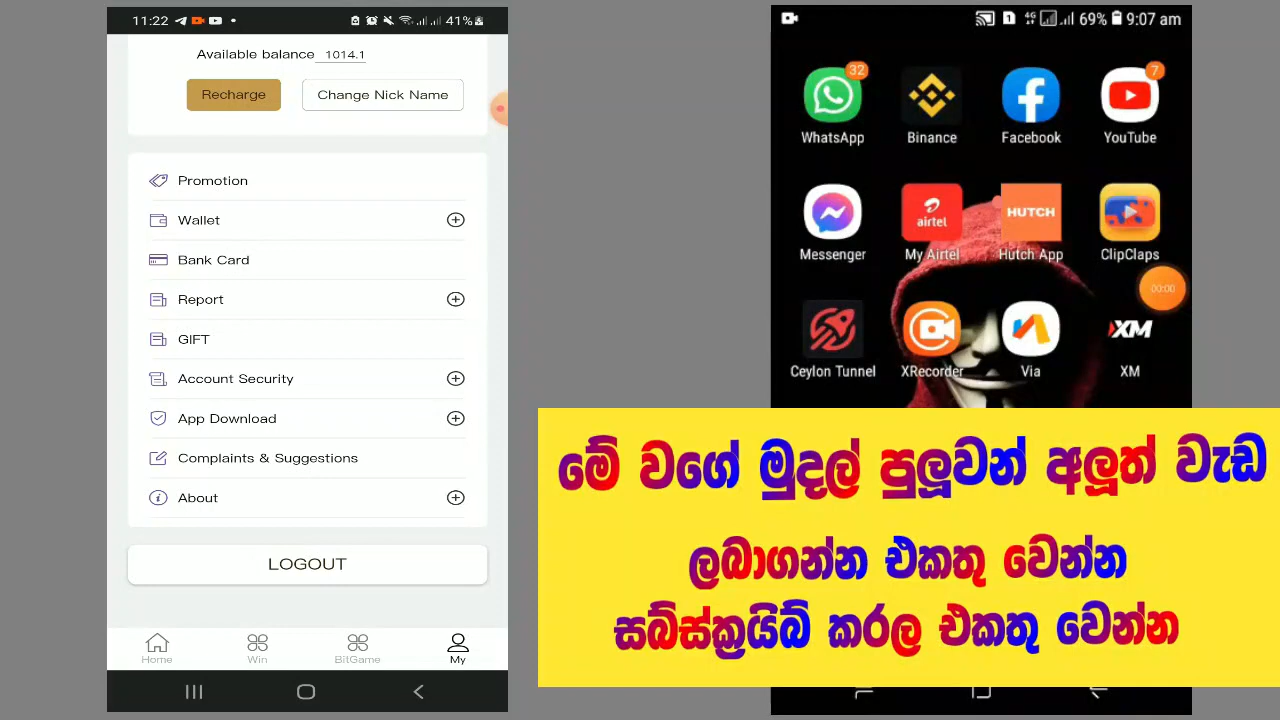 11:22
41%
Available balance 1014.1
Recharge
Change Nick Name
Promotion
Wallet
Bank Card
Report
GIFT
Account Security
App Download
Complaints & Suggestions
About
LOGOUT
Home
Win
BitGame
My
1 4G 69% 9:07 am
32
7
WhatsApp
Binance
Facebook
YouTube
airtel
HUTCH
Messenger
My Airtel
Hutch App
ClipClaps
00:00
XM
Ceylon Tunnel
XRecorder
Via
XM
මේ වගේ මුදල් පුලූවන් අලූත් වැඩ
ලබාගන්න එකතු වෙන්න
සබ්ස්ක්‍රයිබ් කරල එකතු වෙන්න